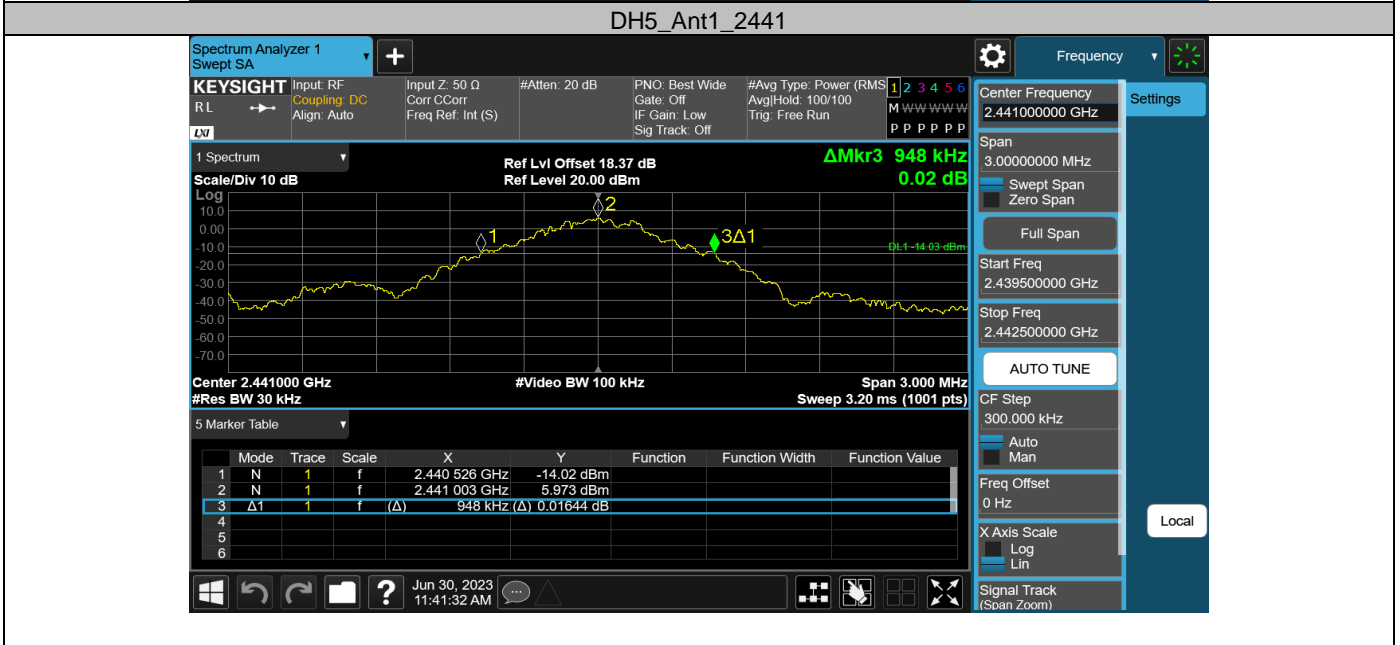 DH5_Ant1_2441
Spectrum Analyzer 1
Swept SA
Frequency
KEYSIGHT
R L
LXI
Input: RF
Coupling: DC
Align: Auto
Input Z: 50 Ω
Corr CCorr
Freq Ref: Int (S)
#Atten: 20 dB
PNO: Best Wide
Gate: Off
IF Gain: Low
Sig Track: Off
#Avg Type: Power (RMS
Avg|Hold: 100/100
Trig: Free Run
1 2 3 4 5 6
M W W W W W
P P P P P P
1 Spectrum
Scale/Div 10 dB
Ref Lvl Offset 18.37 dB
Ref Level 20.00 dBm
ΔMkr3 948 kHz
0.02 dB
Log
10.0
0.00
-10.0
-20.0
-30.0
-40.0
-50.0
-60.0
-70.0
1
2
3Δ1
DL1 -14.03 dBm
Center 2.441000 GHz
#Res BW 30 kHz
#Video BW 100 kHz
Span 3.000 MHz
Sweep 3.20 ms (1001 pts)
5 Marker Table
Mode Trace Scale X Y Function Function Width Function Value
1 N 1 f 2.440 526 GHz -14.02 dBm
2 N 1 f 2.441 003 GHz 5.973 dBm
3 Δ1 1 f (Δ) 948 kHz (Δ) 0.01644 dB
4
5
6
?
Jun 30, 2023
11:41:32 AM
Center Frequency
2.441000000 GHz
Span
3.00000000 MHz
Swept Span
Zero Span
Full Span
Start Freq
2.439500000 GHz
Stop Freq
2.442500000 GHz
AUTO TUNE
CF Step
300.000 kHz
Auto
Man
Freq Offset
0 Hz
X Axis Scale
Log
Lin
Signal Track
(Span Zoom)
Settings
Local